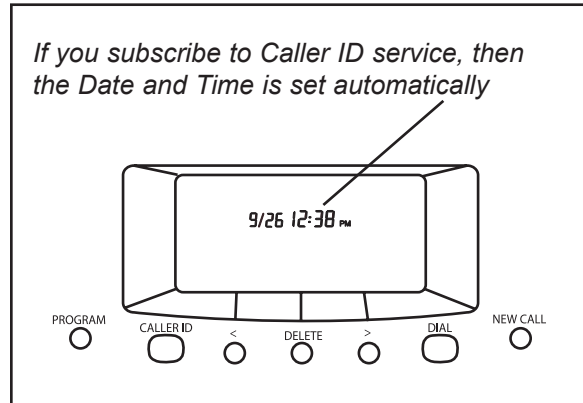 If you subscribe to Caller ID service, then
the Date and Time is set automatically
9/26 12:38 PM
PROGRAM
CALLER ID
<
DELETE
>
DIAL
NEW CALL